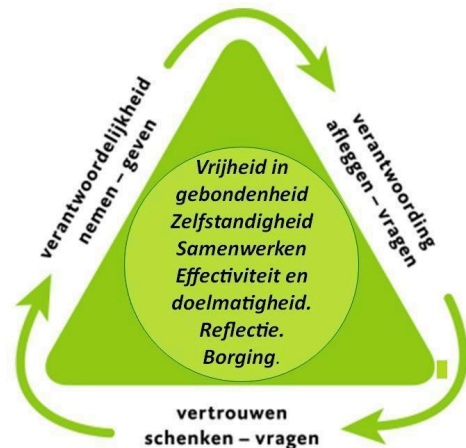 verantwoordelijkheid
nemen – geven
verantwoording
afleggen – vragen
Vrijheid in
gebondenheid
Zelfstandigheid
Samenwerken
Effectiviteit en
doelmatigheid.
Reflectie.
Borging.
vertrouwen
schenken – vragen